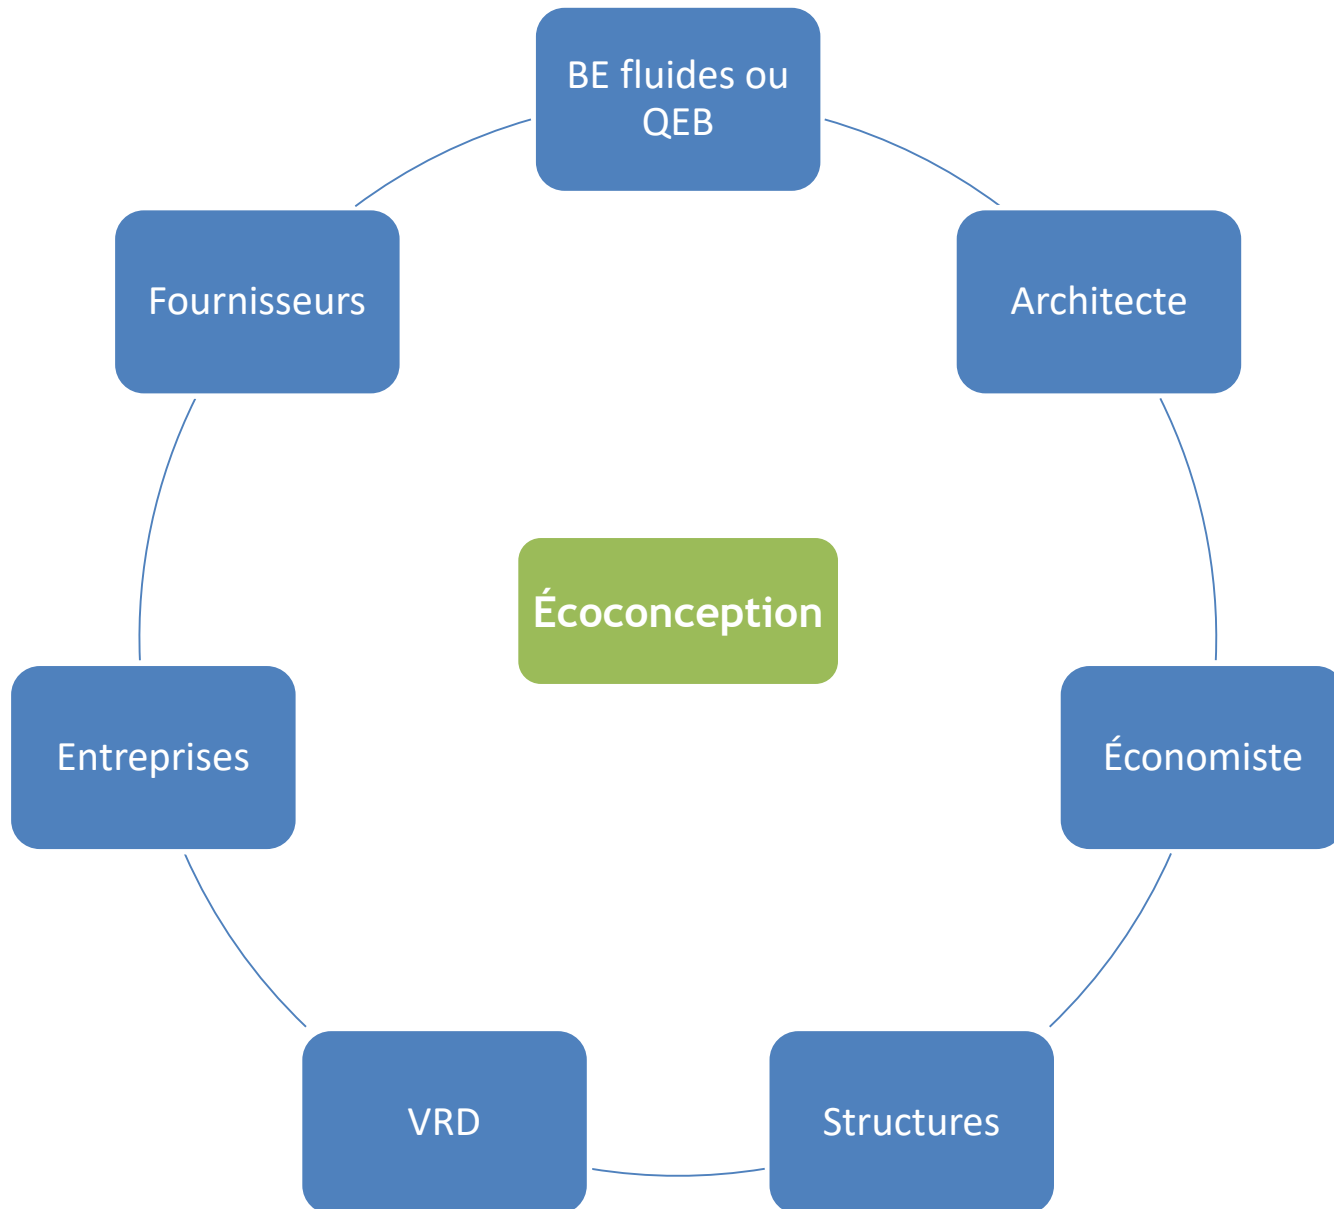 BE fluides ou
QEB
Fournisseurs
Architecte
Écoconception
Entreprises
Économiste
VRD
Structures